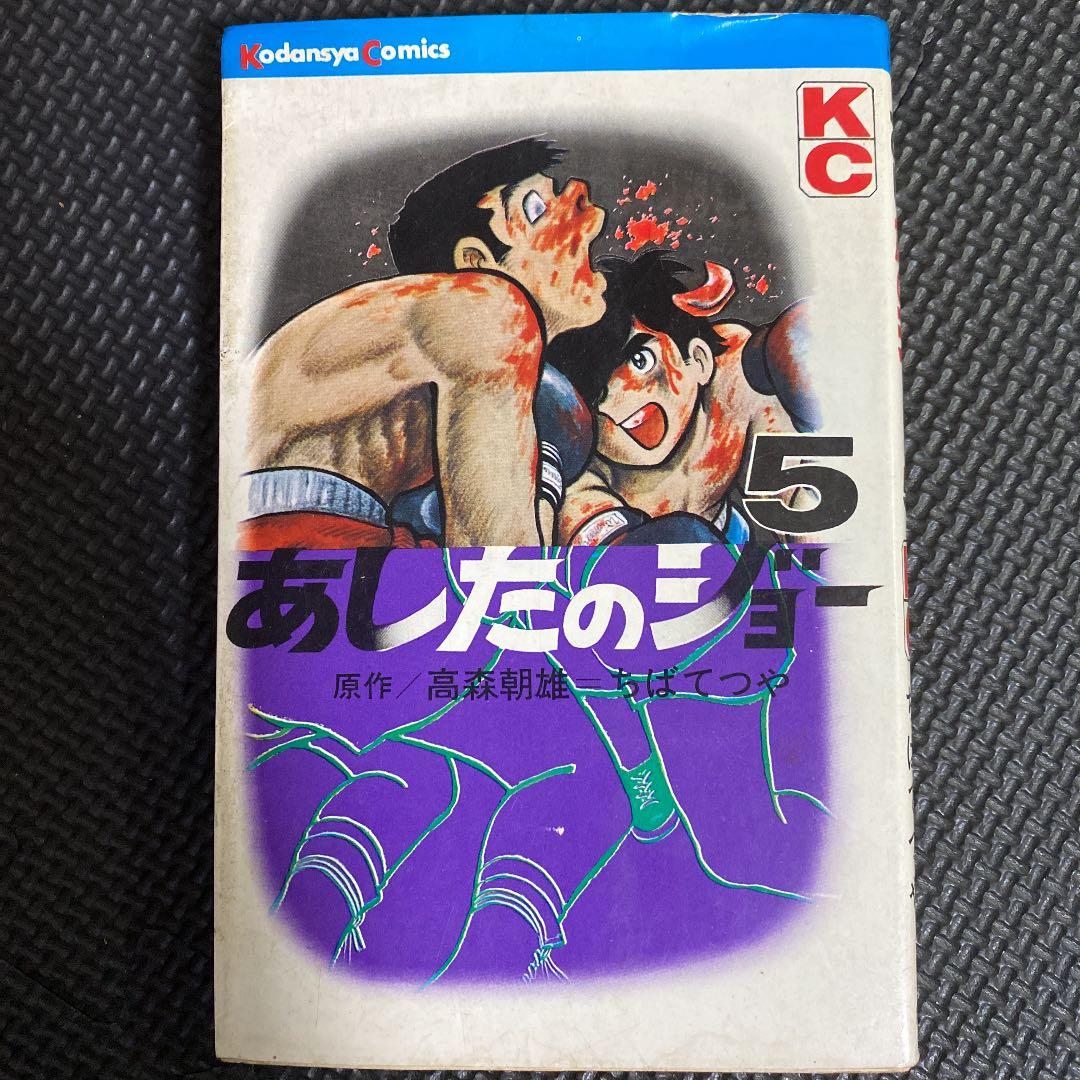 Kodansya Comics
KC
5
あしたのジョー
原作／高森朝雄＝ちばてつや